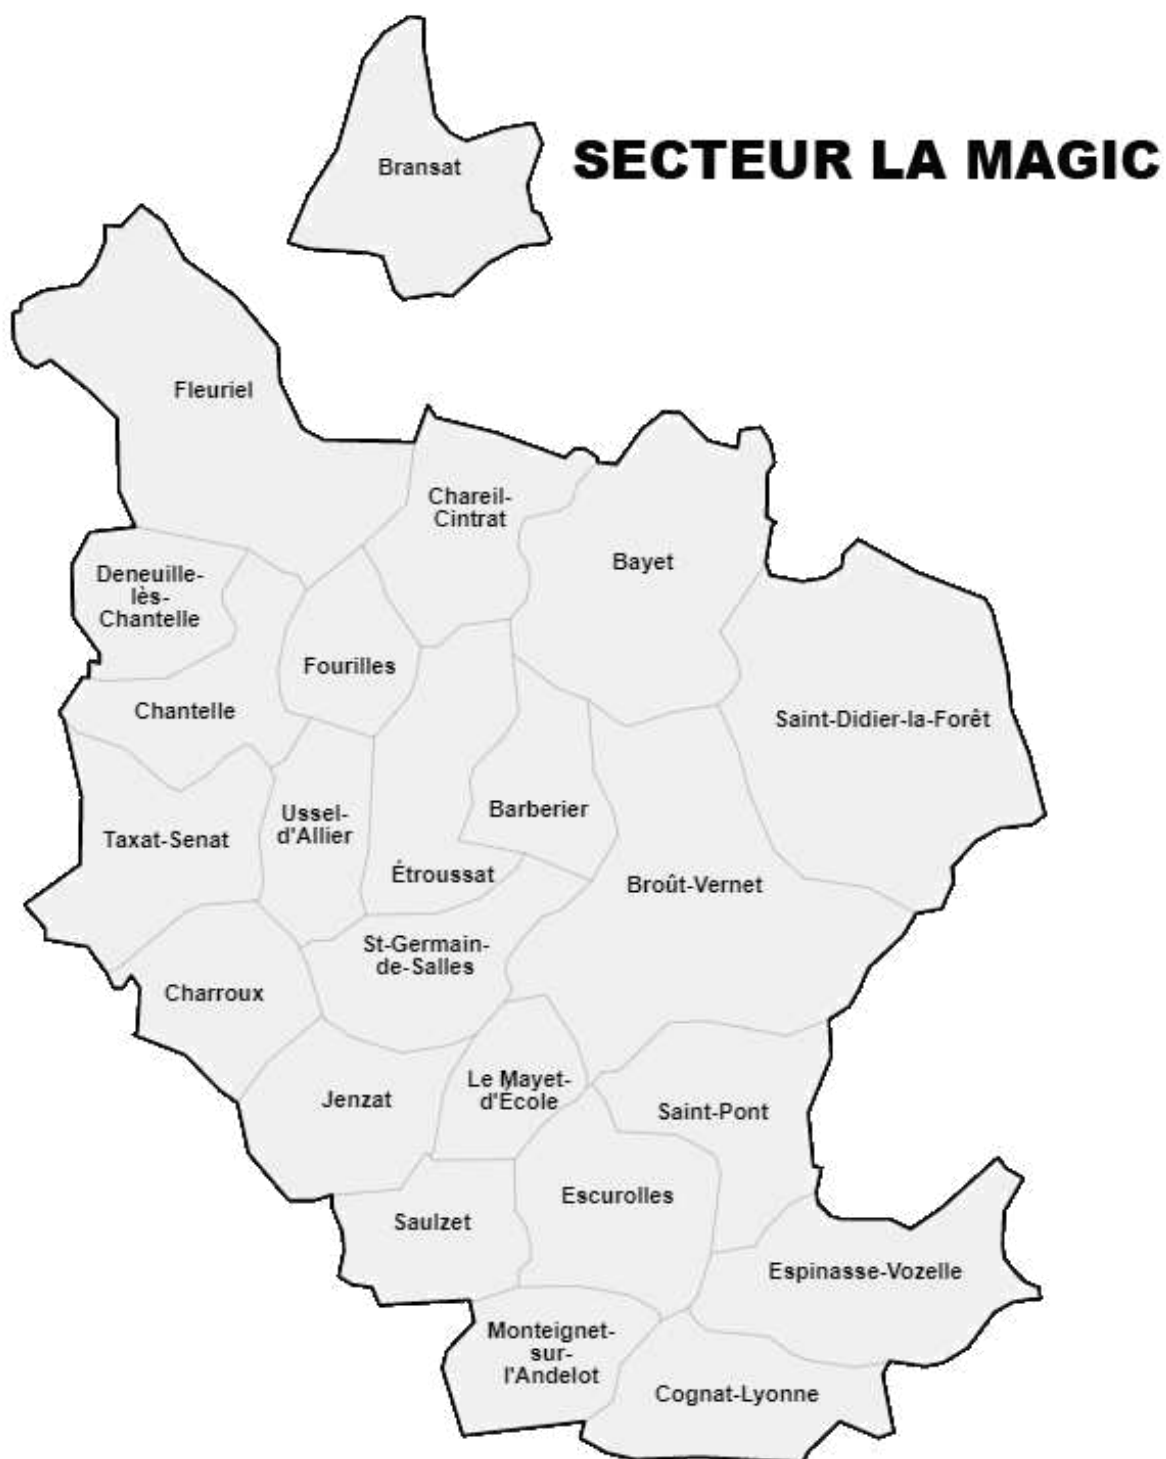 Bransat
SECTEUR LA MAGIC
Fleuriel
Chareil-
Cintrat
Bayet
Deneuille-
lès-
Chantelle
Fourilles
Chantelle
Saint-Didier-la-Forêt
Ussel-
d'Allier
Barberier
Taxat-Senat
Étroussat
Broût-Vernet
St-Germain-
de-Salles
Charroux
Le Mayet-
d'École
Jenzat
Saint-Pont
Escurolles
Saulzet
Espinasse-Vozelle
Monteignet-
sur-
l'Andelot
Cognat-Lyonne